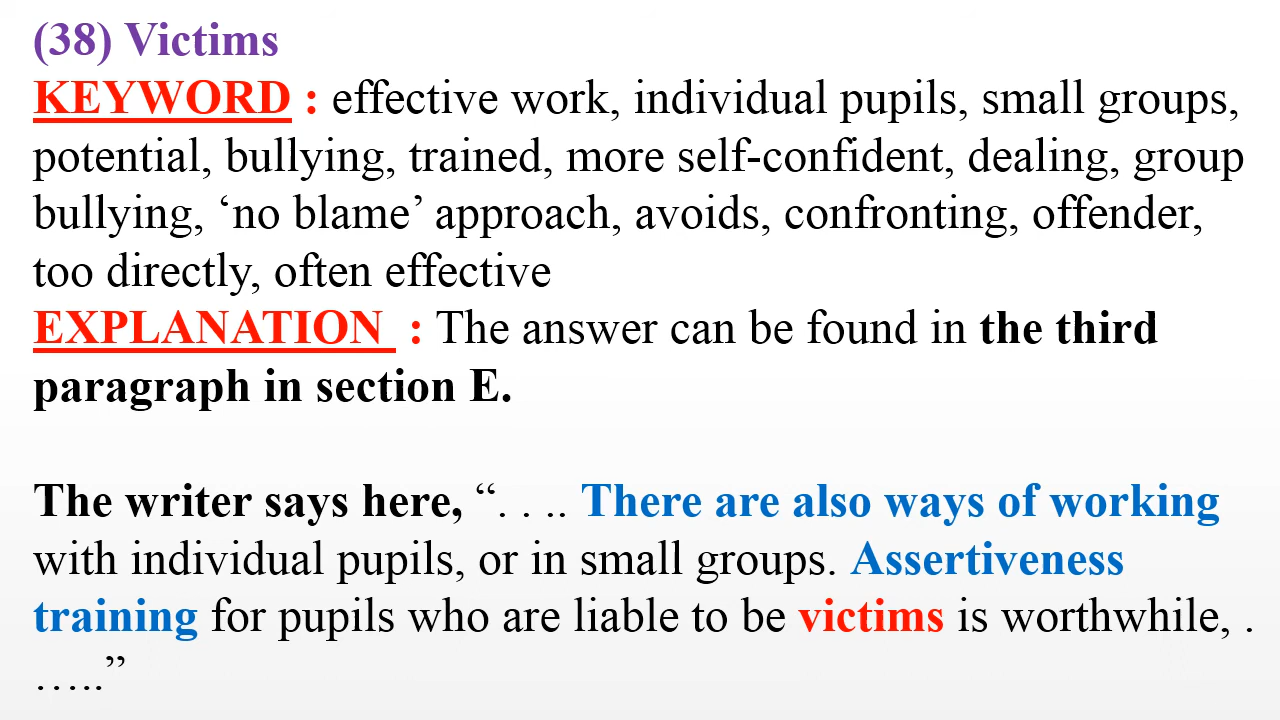 (38) Victims
KEYWORD : effective work, individual pupils, small groups,
potential, bullying, trained, more self-confident, dealing, group
bullying, ‘no blame’ approach, avoids, confronting, offender,
too directly, often effective
EXPLANATION : The answer can be found in the third
paragraph in section E.
The writer says here, “. . .. There are also ways of working
with individual pupils, or in small groups. Assertiveness
training for pupils who are liable to be victims is worthwhile, .
…..”